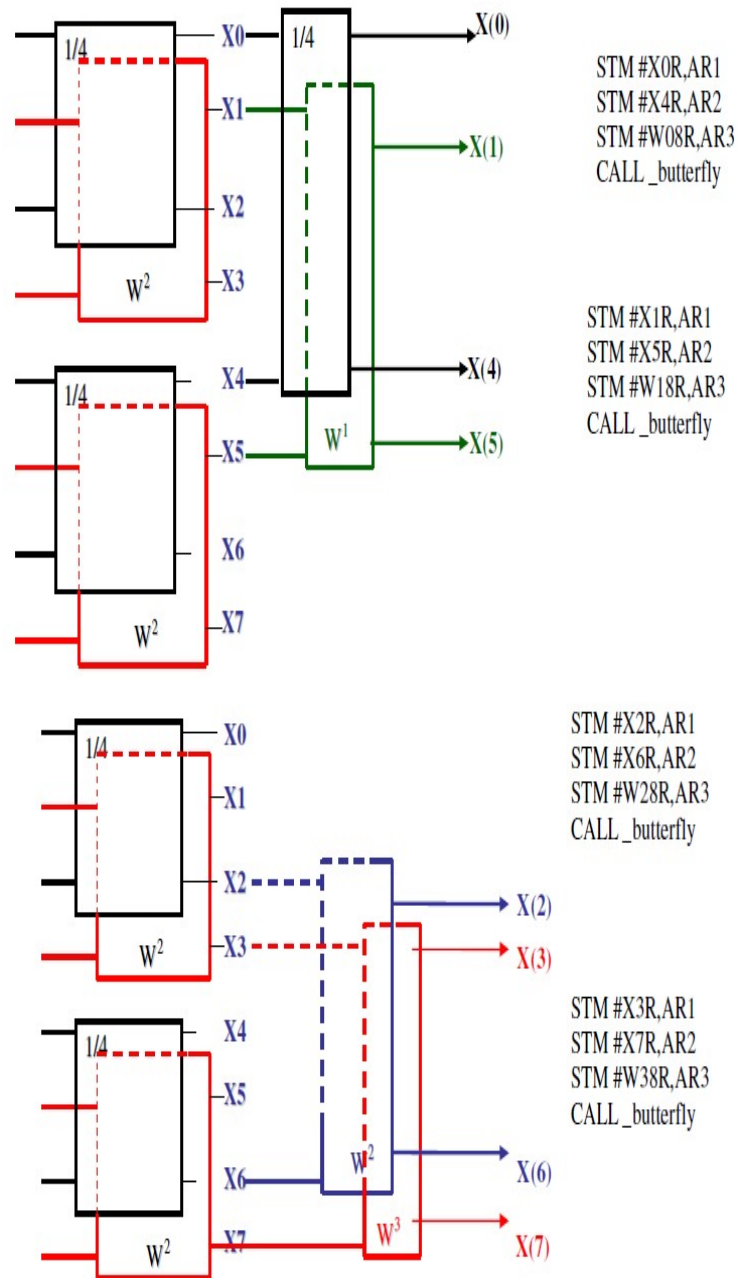 X0
1/4
1/4
X(0)
X1
X(1)
X2
X3
W²
STM #X0R,AR1
STM #X4R,AR2
STM #W08R,AR3
CALL _butterfly
X4
1/4
X(4)
X5
W¹
X(5)
X6
X7
W²
STM #X1R,AR1
STM #X5R,AR2
STM #W18R,AR3
CALL _butterfly
X0
1/4
X1
X2
X(2)
X3
X(3)
W²
STM #X2R,AR1
STM #X6R,AR2
STM #W28R,AR3
CALL _butterfly
X4
1/4
X5
X6
W²
X(6)
X7
W³
X(7)
W²
STM #X3R,AR1
STM #X7R,AR2
STM #W38R,AR3
CALL _butterfly